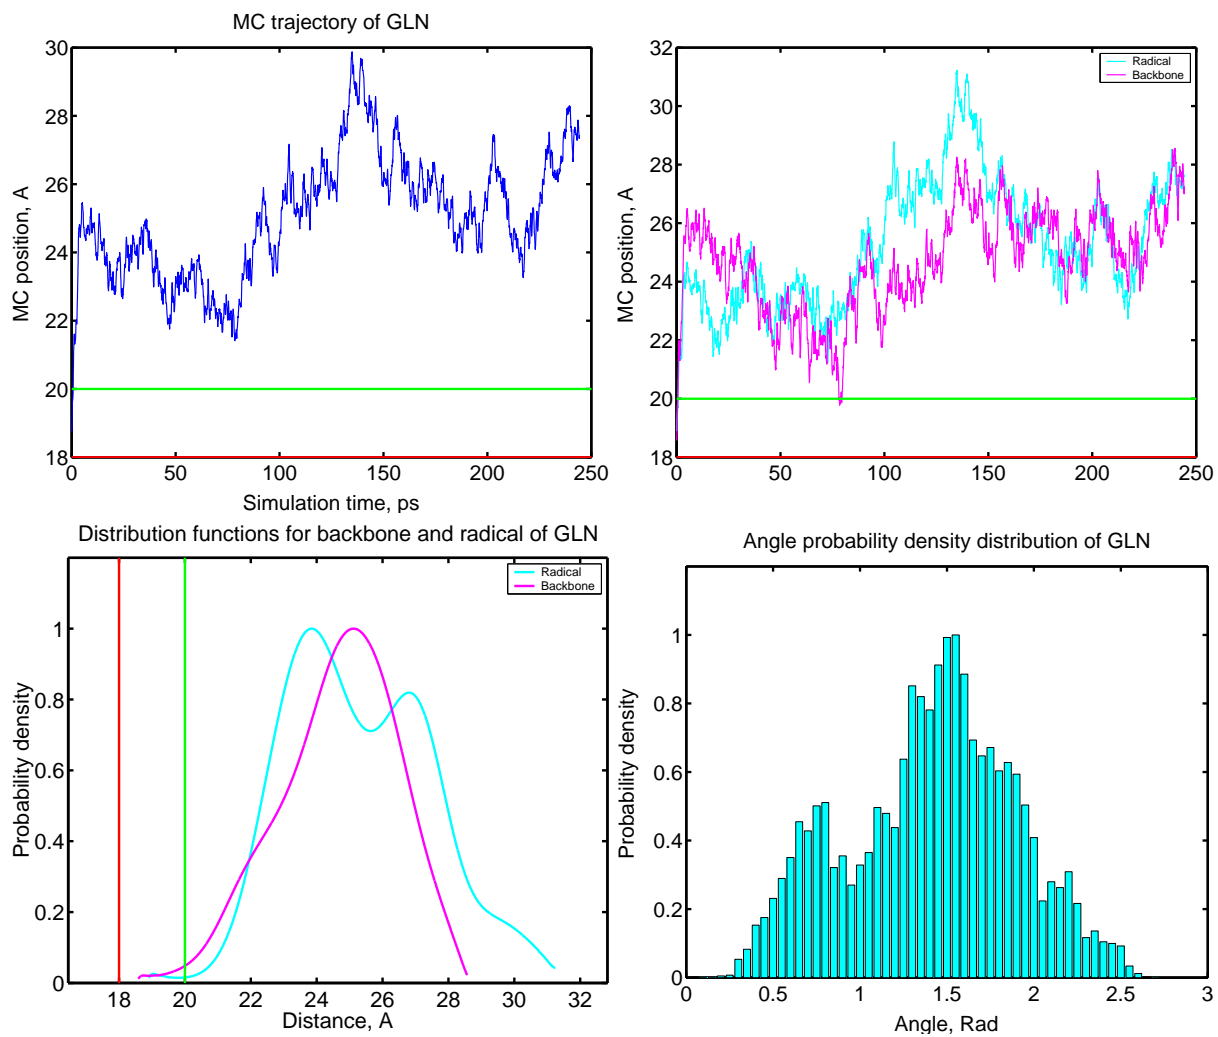 MC trajectory of GLN
MC position, A
30
28
26
24
22
20
18
0 50 100 150 200 250
Simulation time, ps
MC position, A
32
30
28
26
24
22
20
18
0 50 100 150 200 250
Radical
Backbone
Distribution functions for backbone and radical of GLN
Probability density
1
0.8
0.6
0.4
0.2
0
18 20 22 24 26 28 30 32
Distance, A
Radical
Backbone
Angle probability density distribution of GLN
Probability density
1
0.8
0.6
0.4
0.2
0
0 0.5 1 1.5 2 2.5 3
Angle, Rad